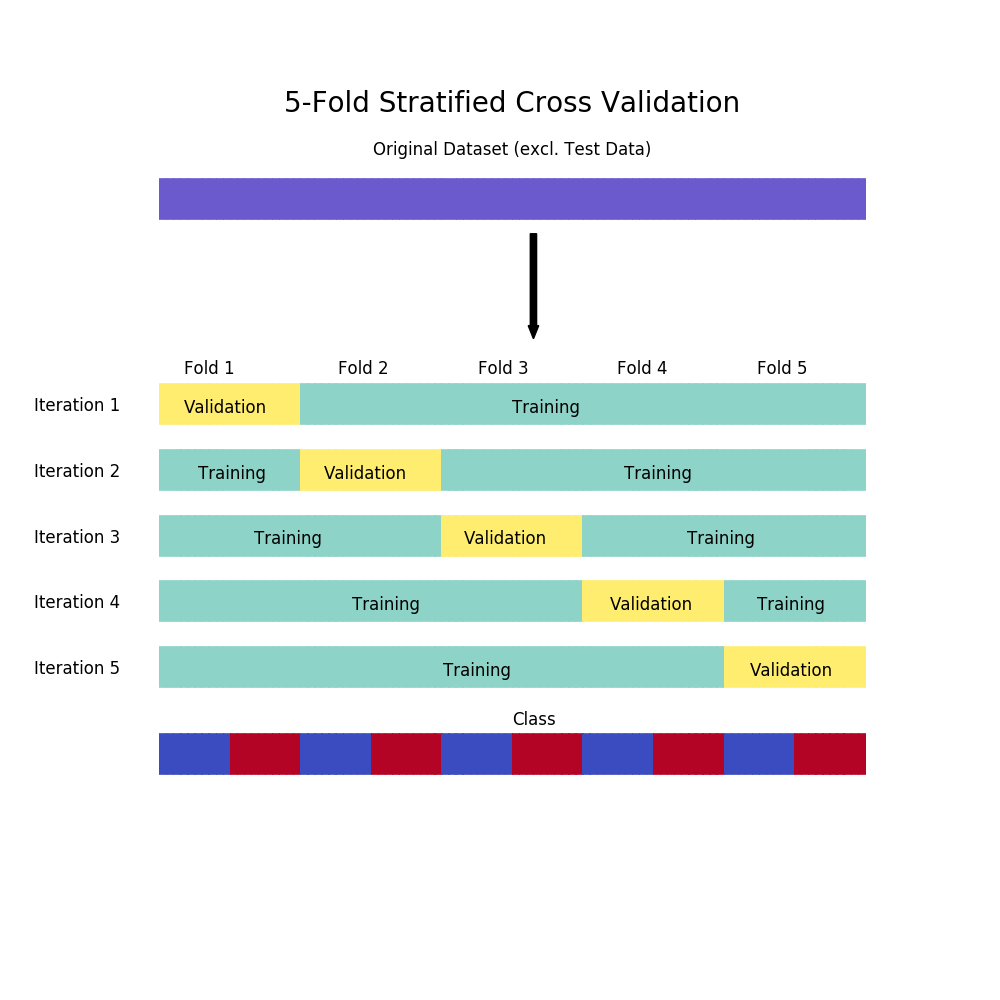 5-Fold Stratified Cross Validation
Original Dataset (excl. Test Data)
Fold 1 Fold 2 Fold 3 Fold 4 Fold 5
Iteration 1 Validation Training
Iteration 2 Training Validation Training
Iteration 3 Training Validation Training
Iteration 4 Training Validation Training
Iteration 5 Training Validation
Class